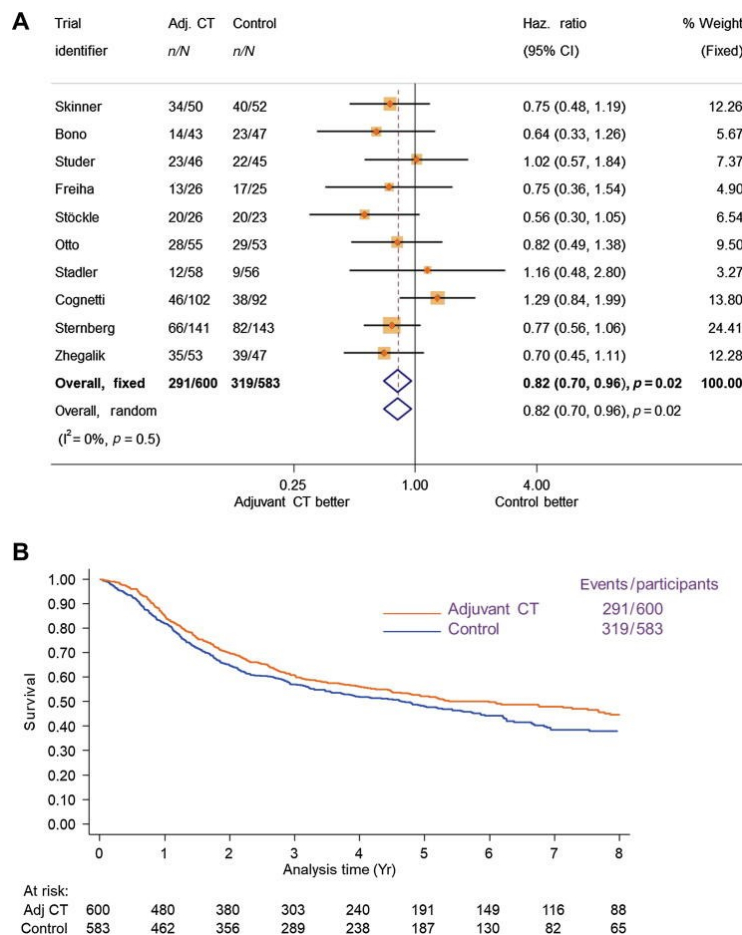 A
Trial Adj. CT Control Haz. ratio % Weight
identifier n/N n/N (95% CI) (Fixed)
Skinner 34/50 40/52 0.75 (0.48, 1.19) 12.26
Bono 14/43 23/47 0.64 (0.33, 1.26) 5.67
Studer 23/46 22/45 1.02 (0.57, 1.84) 7.37
Freiha 13/26 17/25 0.75 (0.36, 1.54) 4.90
Stöckle 20/26 20/23 0.56 (0.30, 1.05) 6.54
Otto 28/55 29/53 0.82 (0.49, 1.38) 9.50
Stadler 12/58 9/56 1.16 (0.48, 2.80) 3.27
Cognetti 46/102 38/92 1.29 (0.84, 1.99) 13.80
Sternberg 66/141 82/143 0.77 (0.56, 1.06) 24.41
Zhegalik 35/53 39/47 0.70 (0.45, 1.11) 12.28
Overall, fixed 291/600 319/583 0.82 (0.70, 0.96), p = 0.02 100.00
Overall, random 0.82 (0.70, 0.96), p = 0.02
(I² = 0%, p = 0.5)
0.25 1.00 4.00
Adjuvant CT better Control better
B
Events/participants
Adjuvant CT 291/600
Control 319/583
1.00
0.90
0.80
0.70
0.60
0.50
0.40
0.30
0.20
0.10
0.00
Survival
0 1 2 3 4 5 6 7 8
Analysis time (Yr)
At risk:
Adj CT 600 480 380 303 240 191 149 116 88
Control 583 462 356 289 238 187 130 82 65